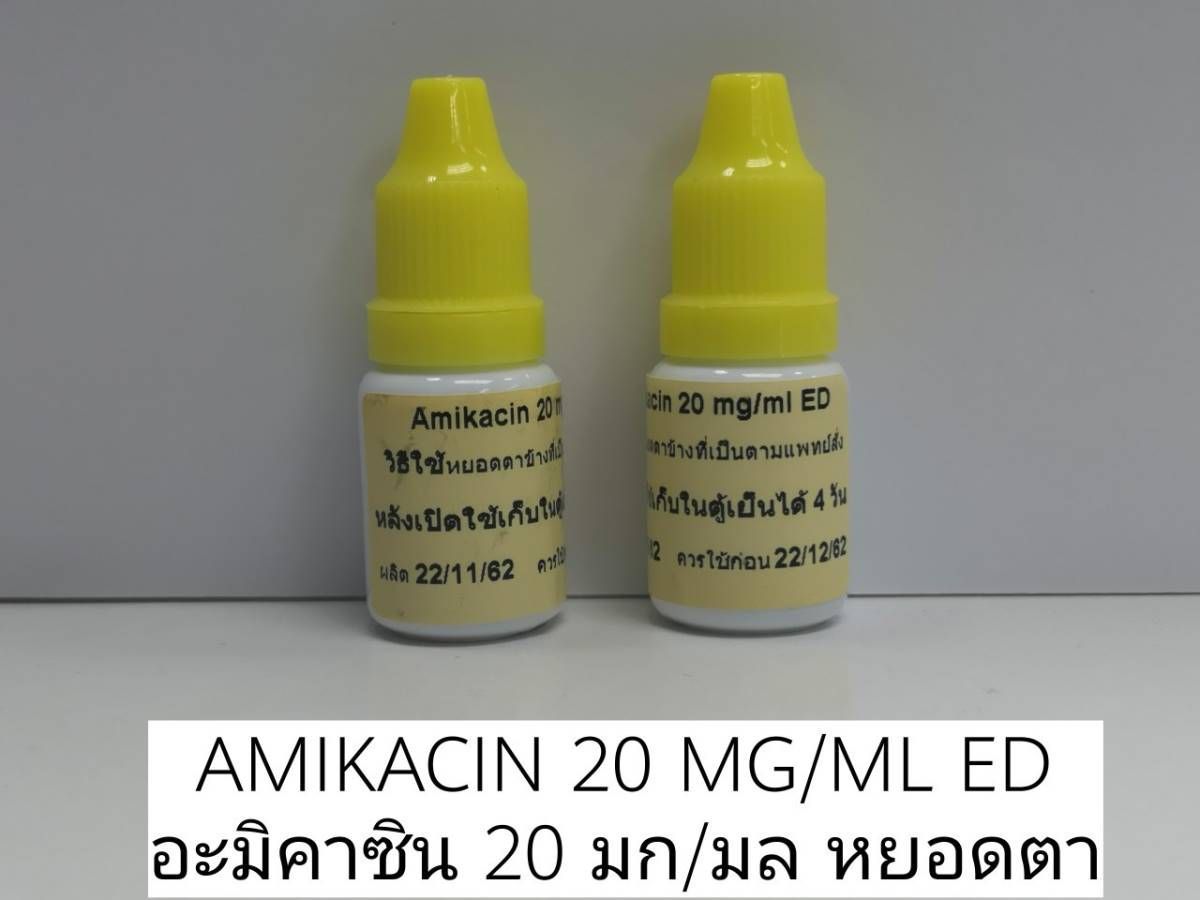 Amikacin 20
วิธีใช้หยอดตาข้างที่
หลังเปิดใช้เก็บใน
ผลิต 22/11/62
20 mg/ml ED
ตาข้างที่เป็นตามแพทย์สั่ง
เก็บในตู้เย็นได้ 4 วัน
ควรใช้ก่อน 22/12/62
AMIKACIN 20 MG/ML ED
อะมิคาซิน 20 มก/มล หยอดตา